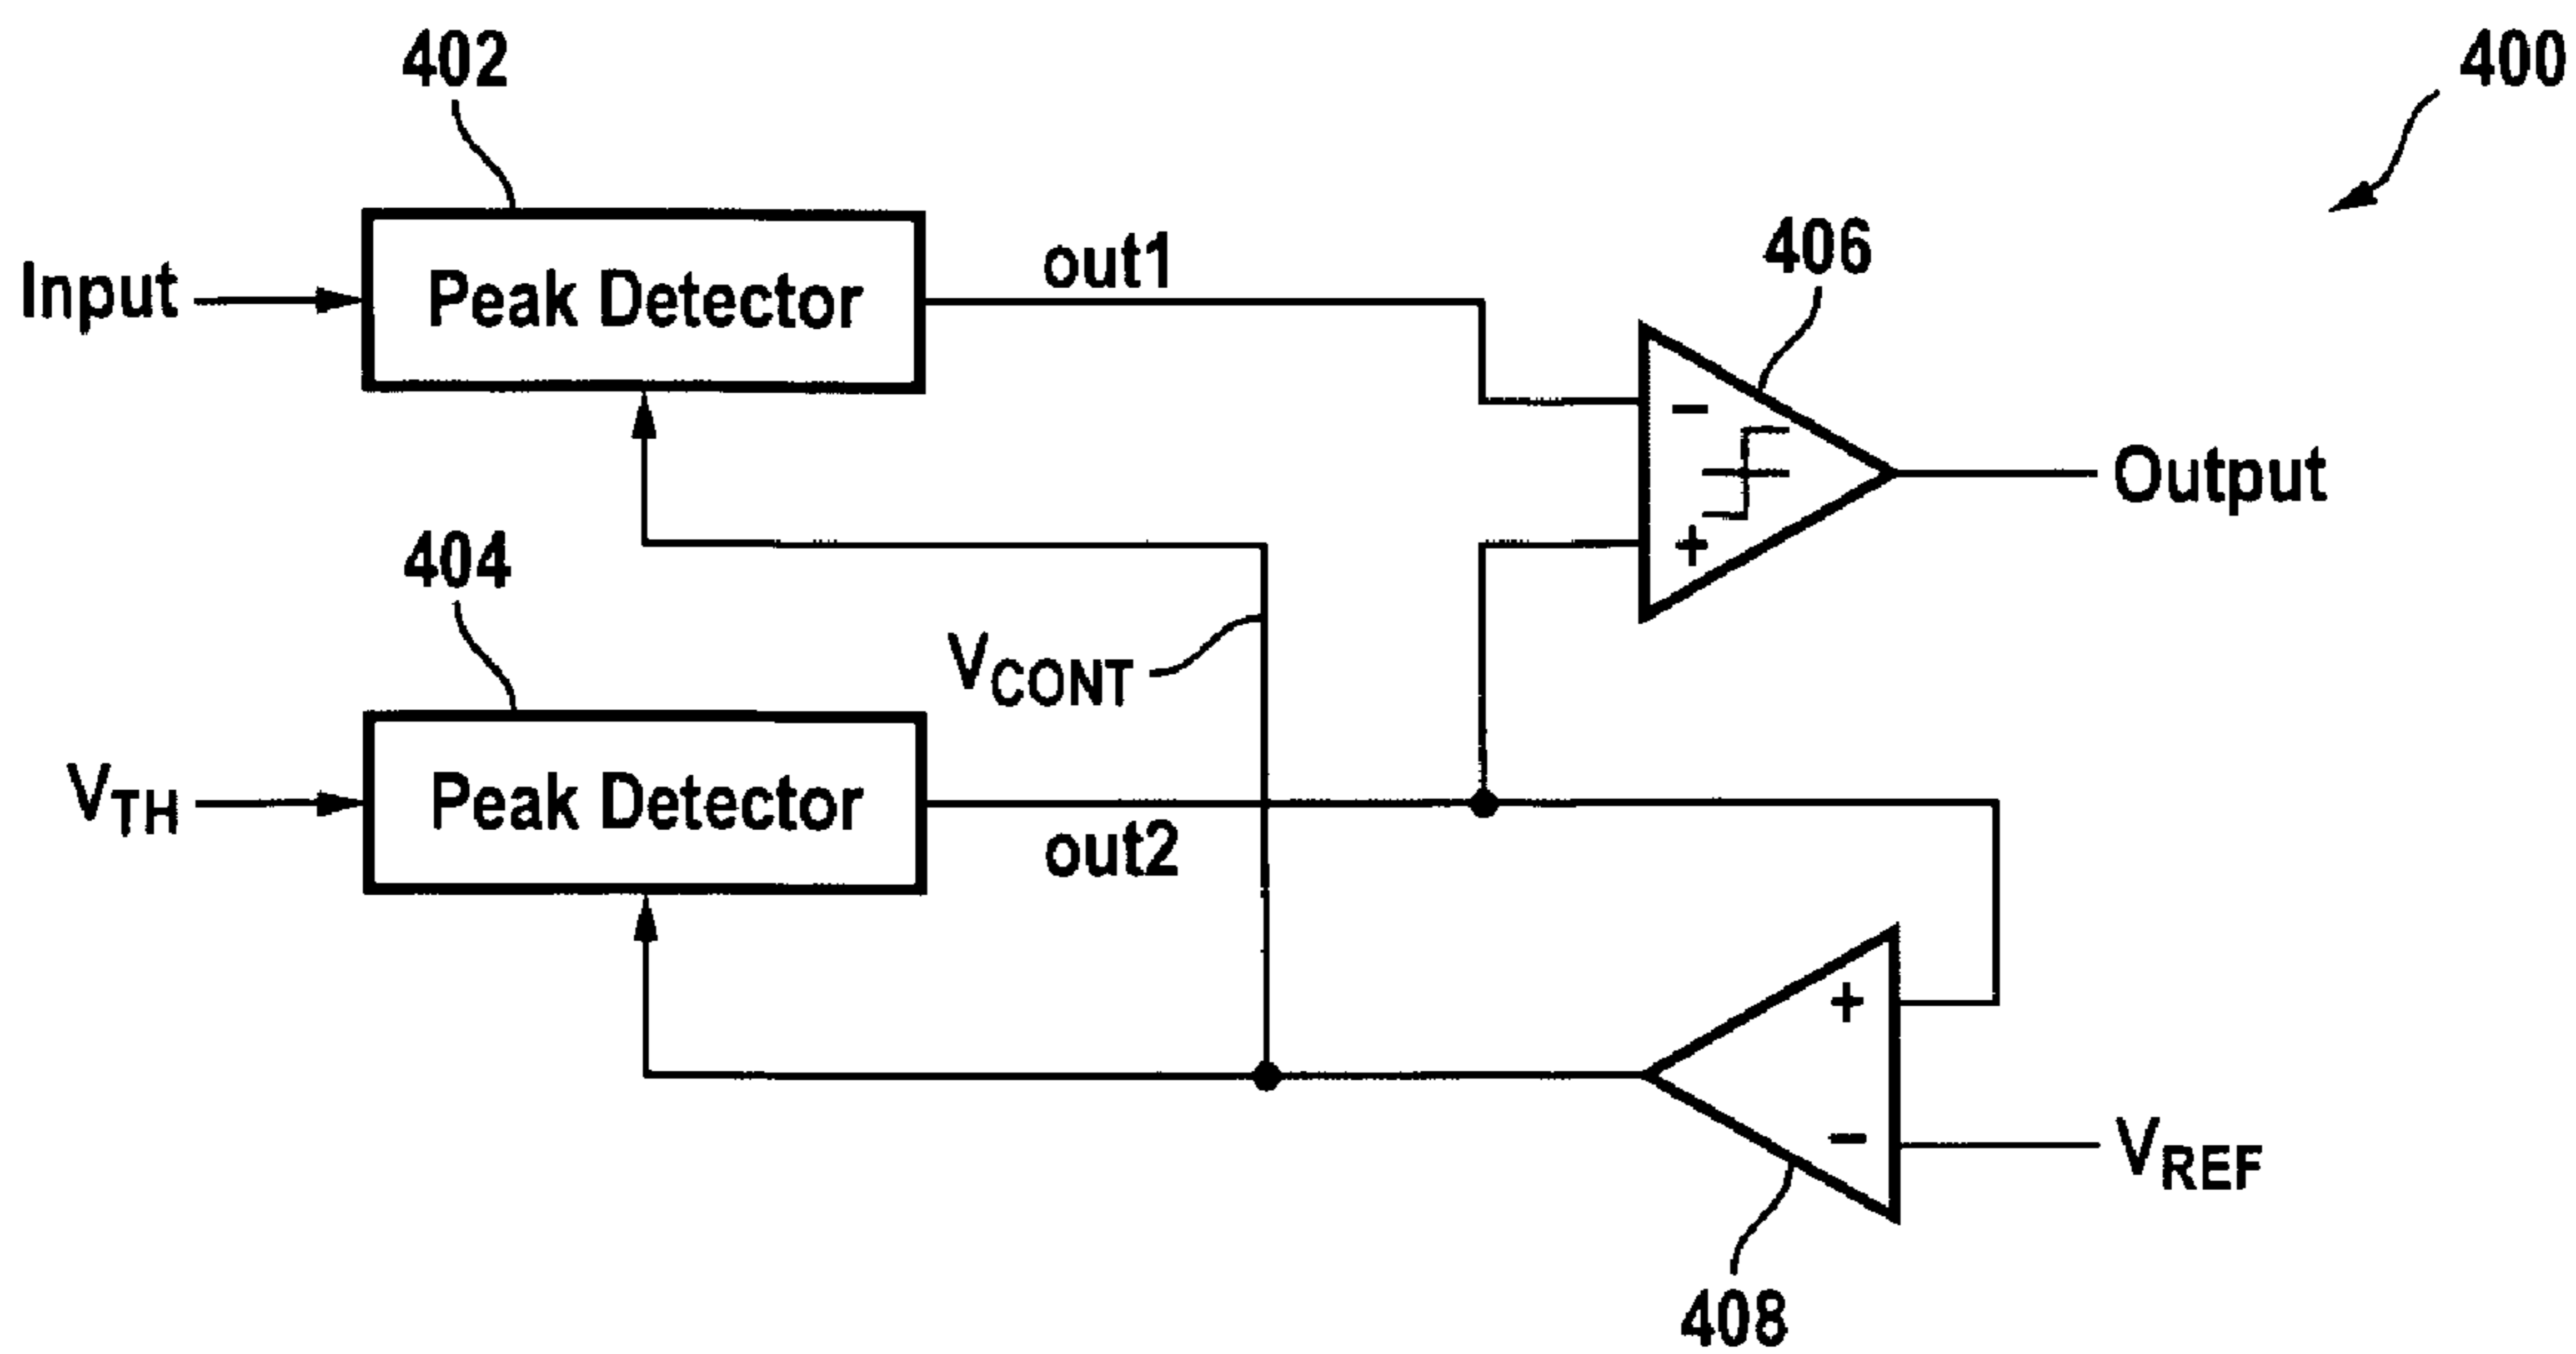 402
400
Input
Peak Detector
out1
406
−
+
Output
404
VCONT
VTH
Peak Detector
out2
+
−
VREF
408